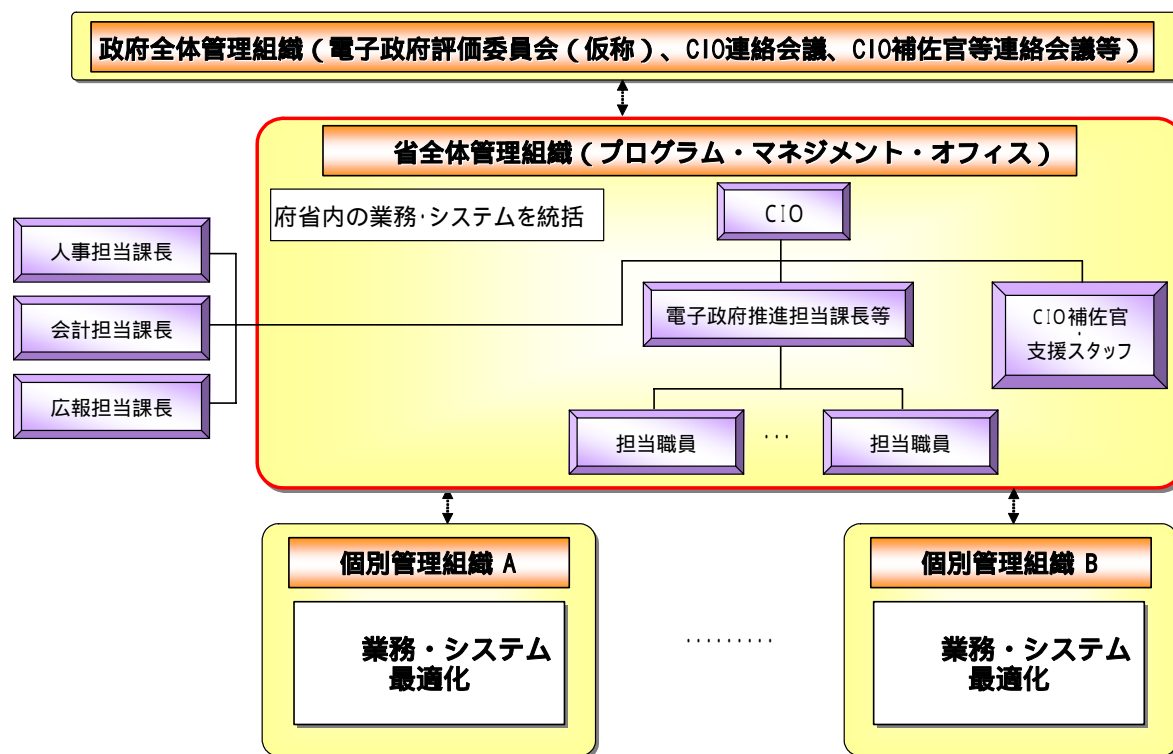 政府全体管理組織（電子政府評価委員会（仮称）、CIO連絡会議、CIO補佐官等連絡会議等）
省全体管理組織（プログラム・マネジメント・オフィス）
府省内の業務・システムを統括
CIO
人事担当課長
会計担当課長
広報担当課長
電子政府推進担当課長等
CIO補佐官
・
支援スタッフ
担当職員
･･･
担当職員
個別管理組織 A
業務・システム
最適化
･････････
個別管理組織 B
業務・システム
最適化